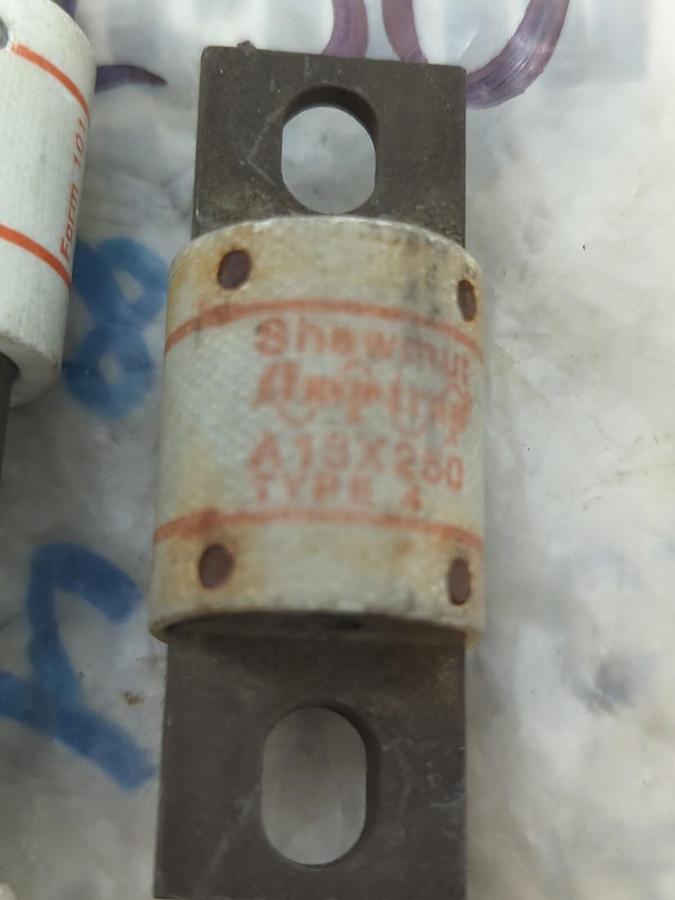 Form 101
Shawmut
Amptrap
A13X250
TYPE 4